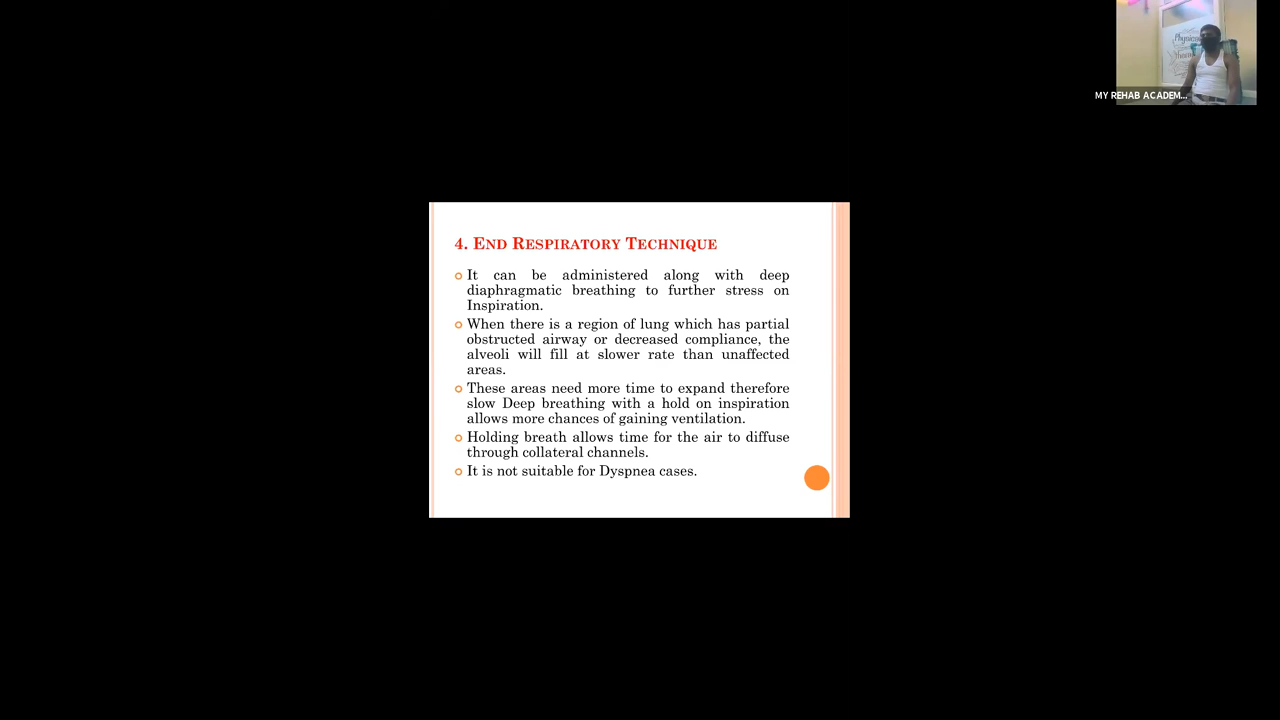 Physical
MY REHAB ACADEM...
4. END RESPIRATORY TECHNIQUE
It can be administered along with deep
diaphragmatic breathing to further stress on
Inspiration.
When there is a region of lung which has partial
obstructed airway or decreased compliance, the
alveoli will fill at slower rate than unaffected
areas.
These areas need more time to expand therefore
slow Deep breathing with a hold on inspiration
allows more chances of gaining ventilation.
Holding breath allows time for the air to diffuse
through collateral channels.
It is not suitable for Dyspnea cases.